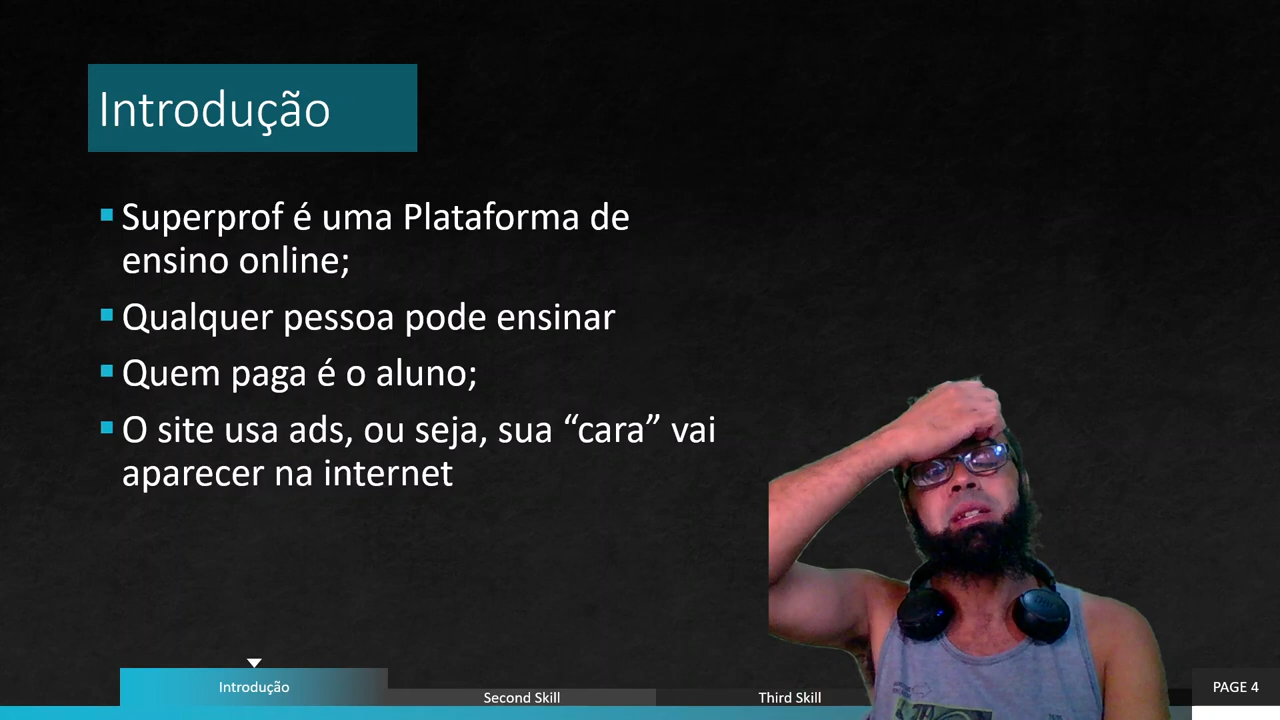 Introdução
Superprof é uma Plataforma de
ensino online;
Qualquer pessoa pode ensinar
Quem paga é o aluno;
O site usa ads, ou seja, sua “cara” vai
aparecer na internet
Introdução
Second Skill
Third Skill
PAGE 4